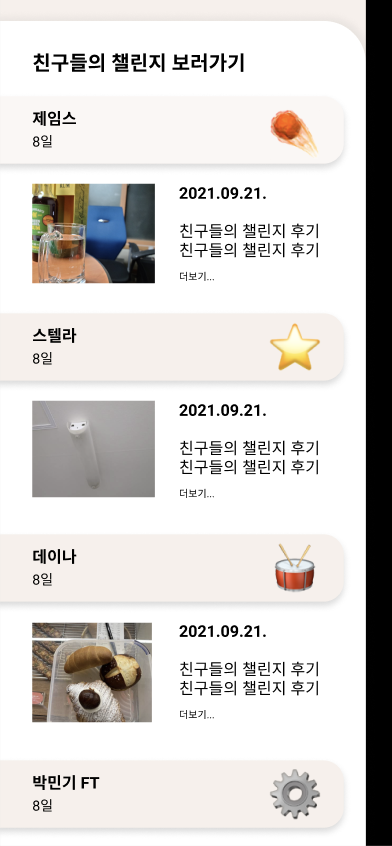 친구들의 챌린지 보러가기
제임스
8일
2021.09.21.
친구들의 챌린지 후기
친구들의 챌린지 후기
더보기...
스텔라
8일
2021.09.21.
친구들의 챌린지 후기
친구들의 챌린지 후기
더보기...
데이나
8일
2021.09.21.
친구들의 챌린지 후기
친구들의 챌린지 후기
더보기...
박민기 FT
8일